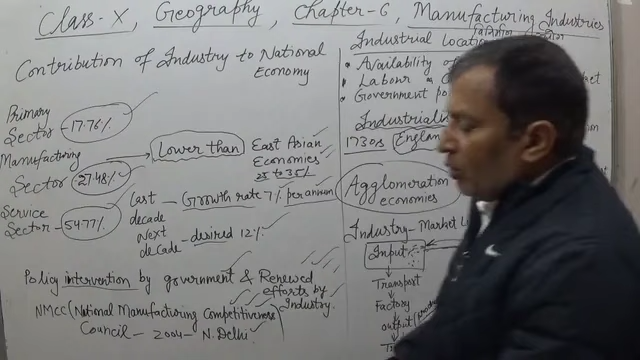 Class-X, Geography, Chapter-6, Manufacturing Industries
Contribution of Industry to National
Economy
Primary
Sector - 17.76%
Manufacturing
Sector 27.48%
Lower than
East Asian
Economies
25 to 35%
Service
Sector - 54.77%
Last
decade
Growth rate 7% per annum
Next
decade - desired 12%
Policy intervention by government & Renewed
efforts by
Industry.
NMCC (National Manufacturing Competitiveness
Council - 2004 - N. Delhi
Industrial
• Availability of
• Labour
• Government
1730s
Agglomeration
economies
Industry - Market
Input
Transport
Factory
output